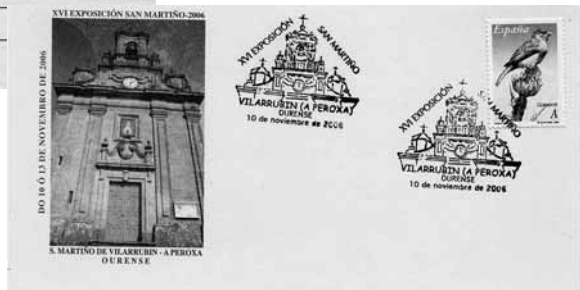 XVI EXPOSICIÓN SAN MARTIÑO-2006
DO 10 Ó 13 DE NOVEMBRO DE 2006
S. MARTIÑO DE VILARRUBIN - A PEROXA
OURENSE
XVI EXPOSICIÓN SAN MARTIÑO
VILARRUBIN (A PEROXA)
OURENSE
10 de noviembre de 2006
XVI EXPOSICIÓN SAN MARTIÑO
VILARRUBIN (A PEROXA)
OURENSE
10 de noviembre de 2006
España
A